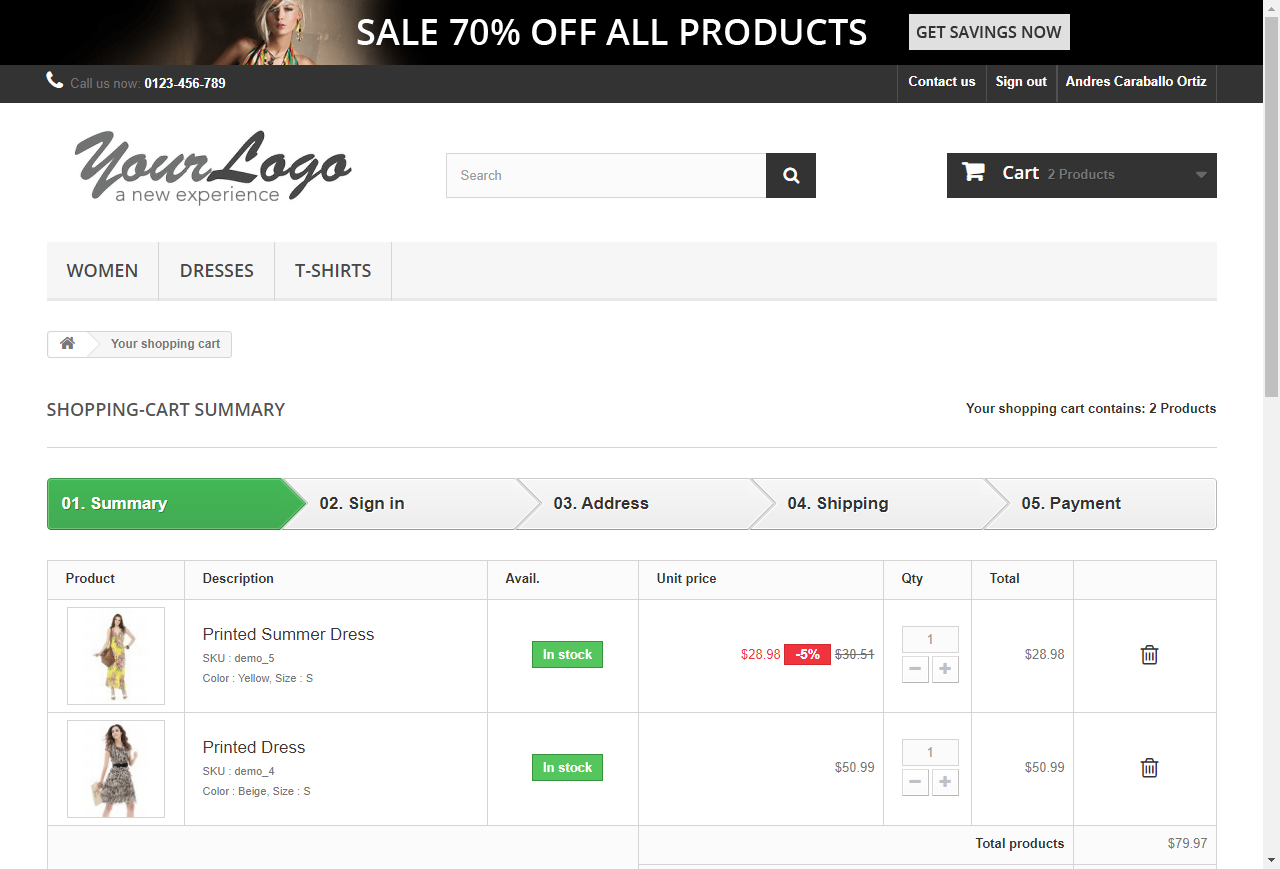 SALE 70% OFF ALL PRODUCTS
GET SAVINGS NOW
Call us now: 0123-456-789
Contact us
Sign out
Andres Caraballo Ortiz
YourLogo
a new experience
Search
Cart 2 Products
WOMEN
DRESSES
T-SHIRTS
Your shopping cart
SHOPPING-CART SUMMARY
Your shopping cart contains: 2 Products
01. Summary
02. Sign in
03. Address
04. Shipping
05. Payment
Product
Description
Avail.
Unit price
Qty
Total
Printed Summer Dress
SKU : demo_5
Color : Yellow, Size : S
In stock
$28.98 -5% $30.51
1
$28.98
Printed Dress
SKU : demo_4
Color : Beige, Size : S
In stock
$50.99
1
$50.99
Total products
$79.97